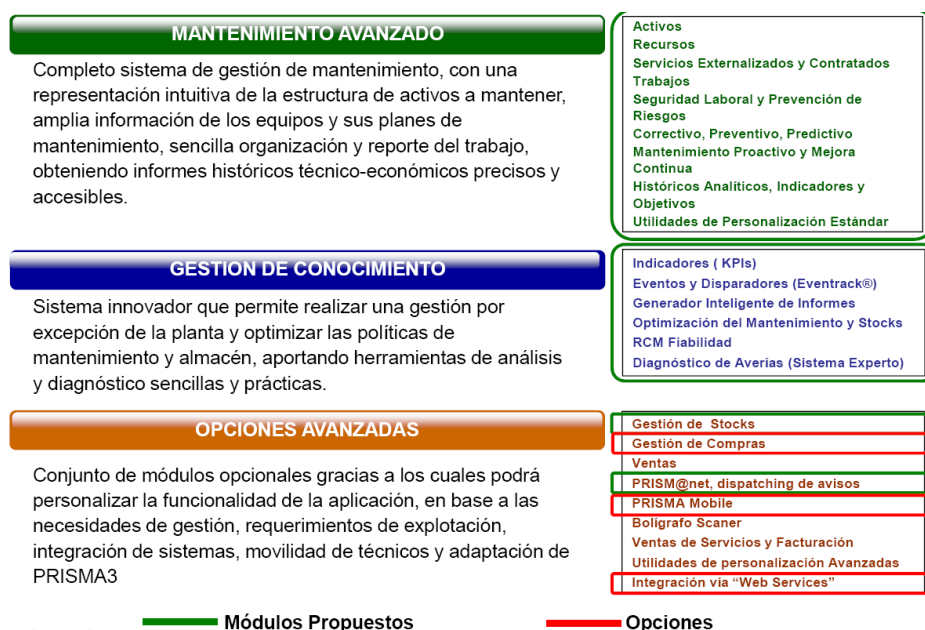 MANTENIMIENTO AVANZADO
Completo sistema de gestión de mantenimiento, con una
representación intuitiva de la estructura de activos a mantener,
amplia información de los equipos y sus planes de
mantenimiento, sencilla organización y reporte del trabajo,
obteniendo informes históricos técnico-económicos precisos y
accesibles.
Activos
Recursos
Servicios Externalizados y Contratados
Trabajos
Seguridad Laboral y Prevención de
Riesgos
Correctivo, Preventivo, Predictivo
Mantenimiento Proactivo y Mejora
Continua
Históricos Analíticos, Indicadores y
Objetivos
Utilidades de Personalización Estándar
GESTION DE CONOCIMIENTO
Sistema innovador que permite realizar una gestión por
excepción de la planta y optimizar las políticas de
mantenimiento y almacén, aportando herramientas de análisis
y diagnóstico sencillas y prácticas.
Indicadores ( KPIs)
Eventos y Disparadores (Eventrack®)
Generador Inteligente de Informes
Optimización del Mantenimiento y Stocks
RCM Fiabilidad
Diagnóstico de Averías (Sistema Experto)
OPCIONES AVANZADAS
Conjunto de módulos opcionales gracias a los cuales podrá
personalizar la funcionalidad de la aplicación, en base a las
necesidades de gestión, requerimientos de explotación,
integración de sistemas, movilidad de técnicos y adaptación de
PRISMA3
Gestión de Stocks
Gestión de Compras
Ventas
PRISM@net, dispatching de avisos
PRISMA Mobile
Bolígrafo Scaner
Ventas de Servicios y Facturación
Utilidades de personalización Avanzadas
Integración vía “Web Services”
Módulos Propuestos
Opciones